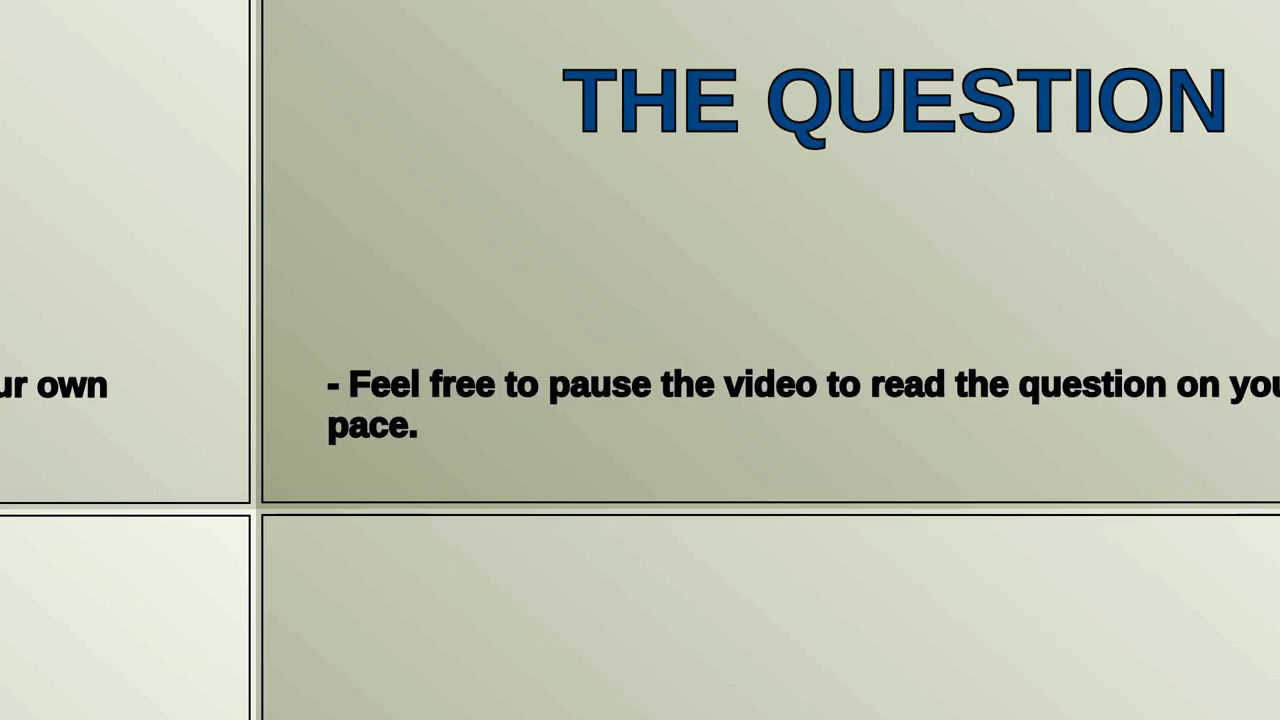 THE QUESTION
ur own
- Feel free to pause the video to read the question on you
pace.